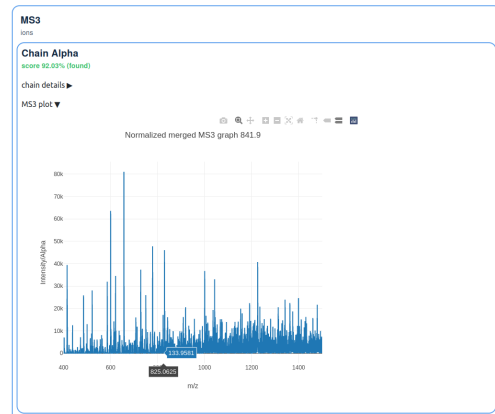 MS3
ions
Chain Alpha
score 92.03% (found)
chain details ▶
MS3 plot ▼
Normalized merged MS3 graph 841.9
80k
70k
60k
50k
40k
30k
20k
10k
0
Intensity/Alpha
133.9581
400
600
825.0625
1000
1200
1400
m/z